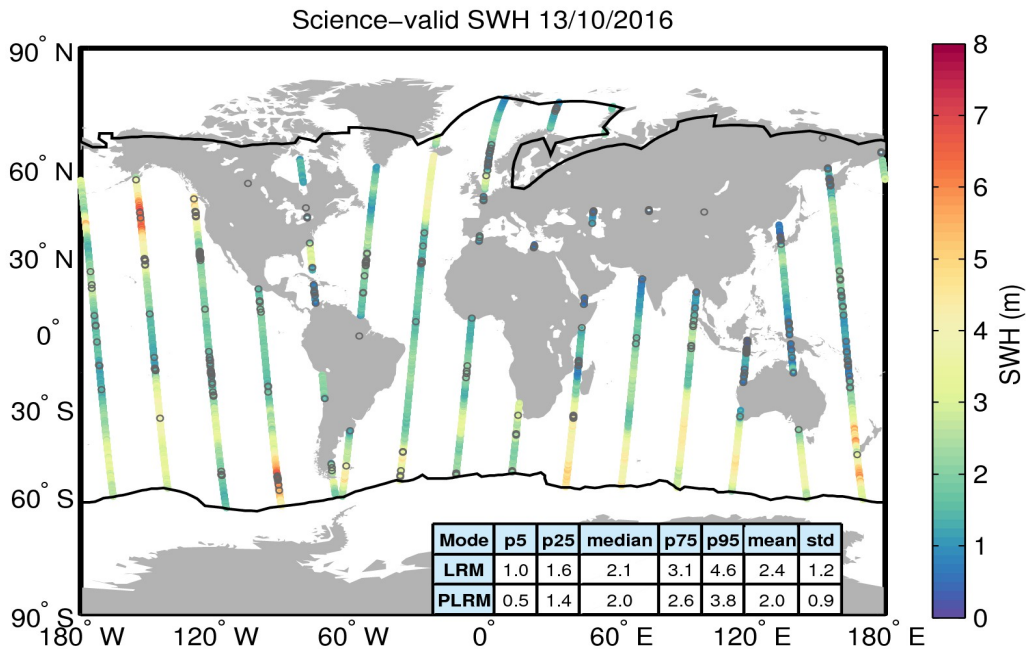 Science−valid SWH 13/10/2016
90° N
60° N
30° N
0°
30° S
60° S
90° S
180° W
120° W
60° W
0°
60° E
120° E
180° E
Mode p5 p25 median p75 p95 mean std
LRM 1.0 1.6 2.1 3.1 4.6 2.4 1.2
PLRM 0.5 1.4 2.0 2.6 3.8 2.0 0.9
8
7
6
5
4
3
2
1
0
SWH (m)